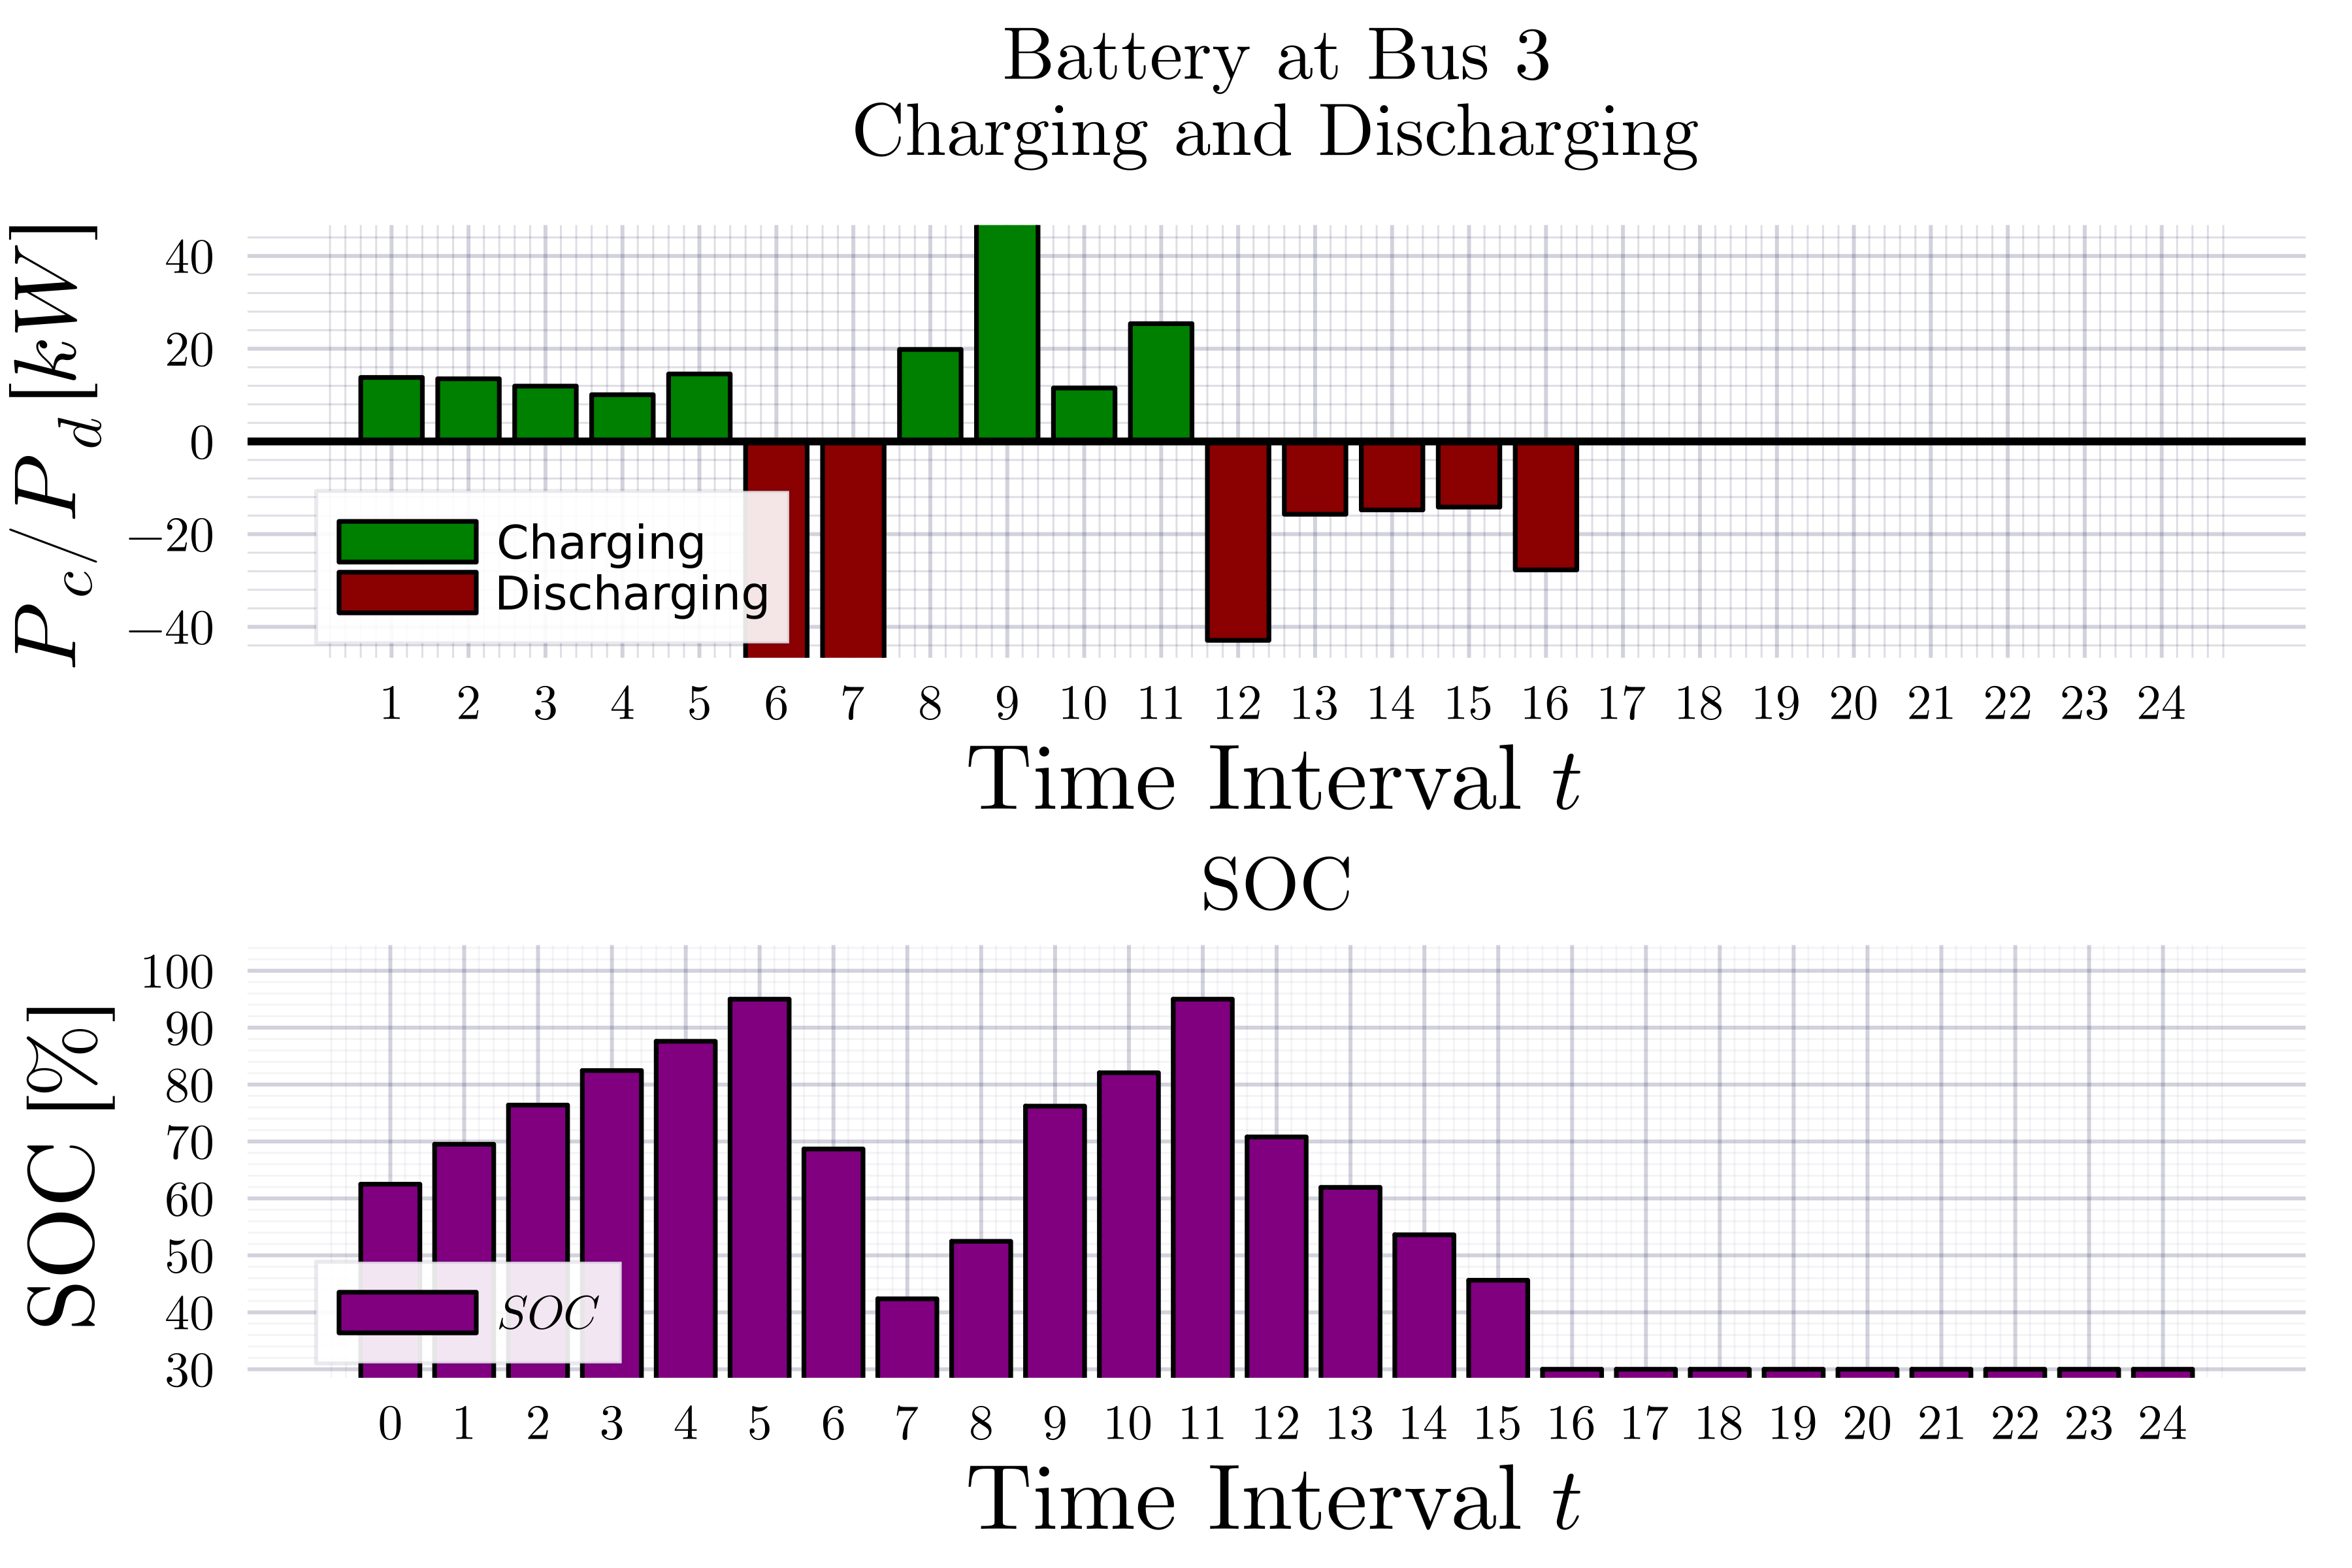 Battery at Bus 3
Charging and Discharging
P_c/P_d [kW]
40
20
0
−20
−40
Charging
Discharging
1 2 3 4 5 6 7 8 9 10 11 12 13 14 15 16 17 18 19 20 21 22 23 24
Time Interval t
SOC
SOC [%]
100
90
80
70
60
50
40
30
SOC
0 1 2 3 4 5 6 7 8 9 10 11 12 13 14 15 16 17 18 19 20 21 22 23 24
Time Interval t